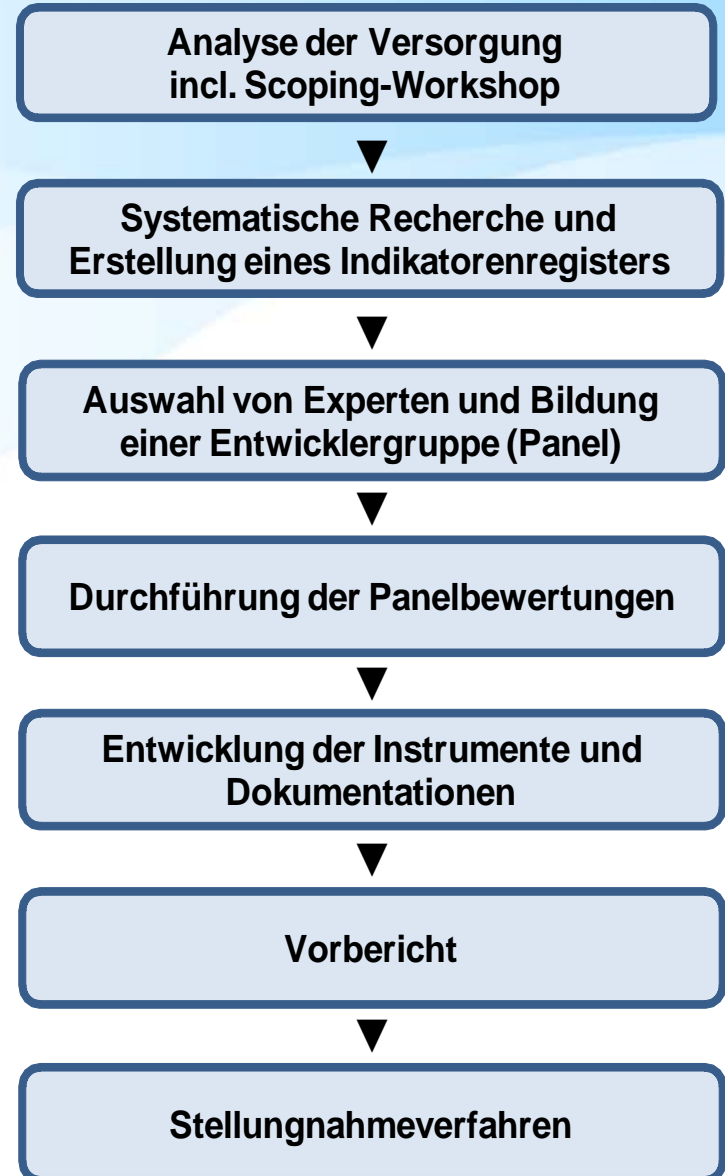 Analyse der Versorgung
incl. Scoping-Workshop
Systematische Recherche und
Erstellung eines Indikatorenregisters
Auswahl von Experten und Bildung
einer Entwicklergruppe (Panel)
Durchführung der Panelbewertungen
Entwicklung der Instrumente und
Dokumentationen
Vorbericht
Stellungnahmeverfahren